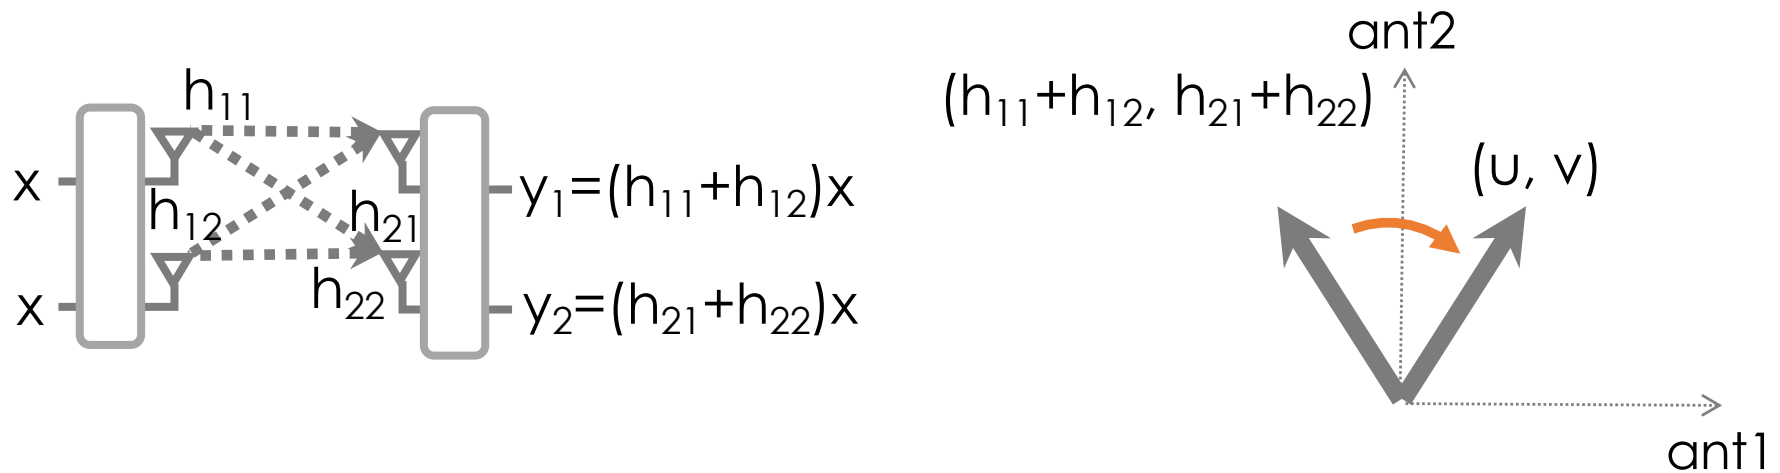 h₁₁
x
h₁₂
h₂₁
y₁=(h₁₁+h₁₂)x
h₂₂
x
y₂=(h₂₁+h₂₂)x
ant2
(h₁₁+h₁₂, h₂₁+h₂₂)
(u, v)
ant1